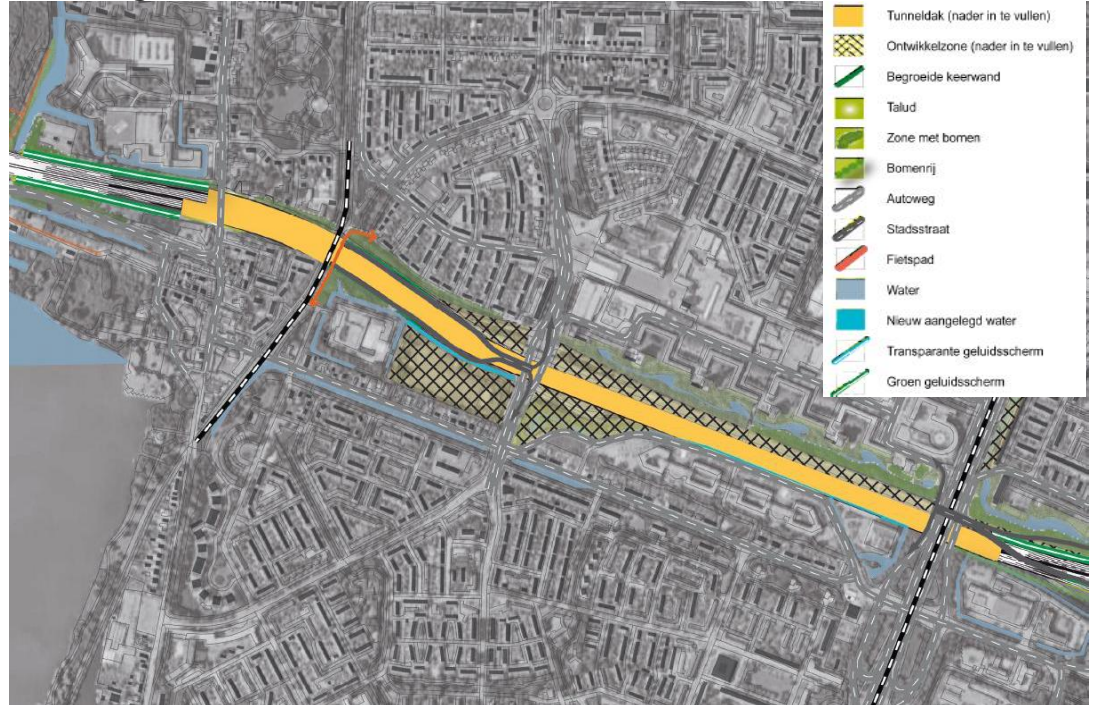 Tunneldak (nader in te vullen)
Ontwikkelzone (nader in te vullen)
Begroeide keerwand
Talud
Zone met bomen
Bomenrij
Autoweg
Stadsstraat
Fietspad
Water
Nieuw aangelegd water
Transparante geluidsscherm
Groen geluidsscherm